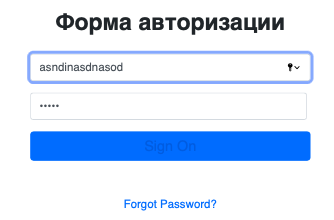 Форма авторизации
asndinasdnasod
•••••
Sign On
Forgot Password?